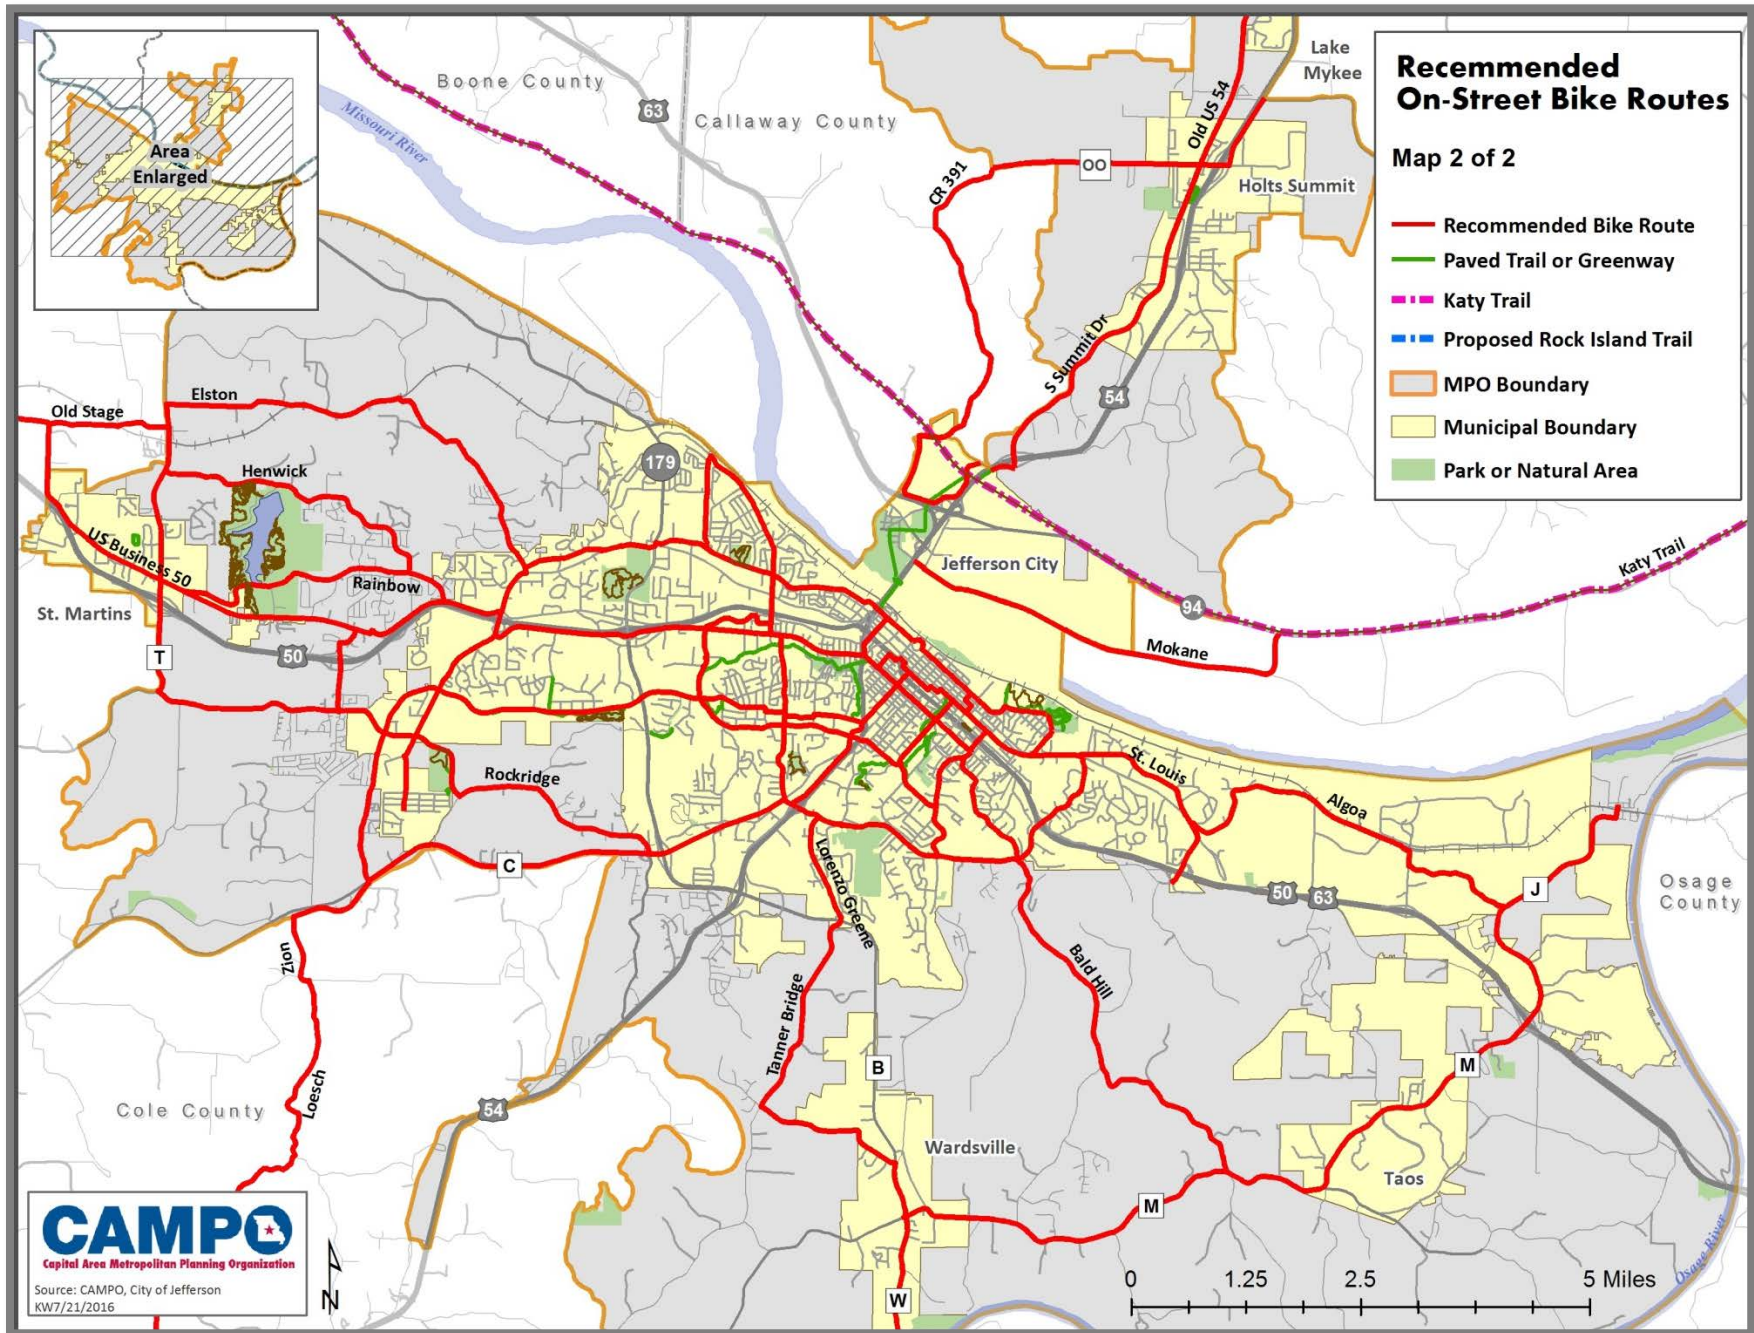 Area
Enlarged
Boone County
63
Callaway County
Missouri River
Lake
Mykee
Old US 54
CR 391
OO
Holts Summit
S Summit Dr
54
Recemmended
On-Street Bike Routes
Map 2 of 2
Recommended Bike Route
Paved Trail or Greenway
Katy Trail
Proposed Rock Island Trail
MPO Boundary
Municipal Boundary
Park or Natural Area
Old Stage
Elston
Henwick
179
US Business 50
Rainbow
St. Martins
T
50
Jefferson City
94
Katy Trail
Mokane
Rockridge
St. Louis
Algoa
C
Lorenzo Greene
50
63
J
Osage
County
Zion
Bald Hill
Tanner Bridge
B
M
Loesch
Cole County
54
Wardsville
Taos
M
W
Osage River
CAMPO
Capital Area Metropolitan Planning Organization
Source: CAMPO, City of Jefferson
KW7/21/2016
N
0 1.25 2.5 5 Miles